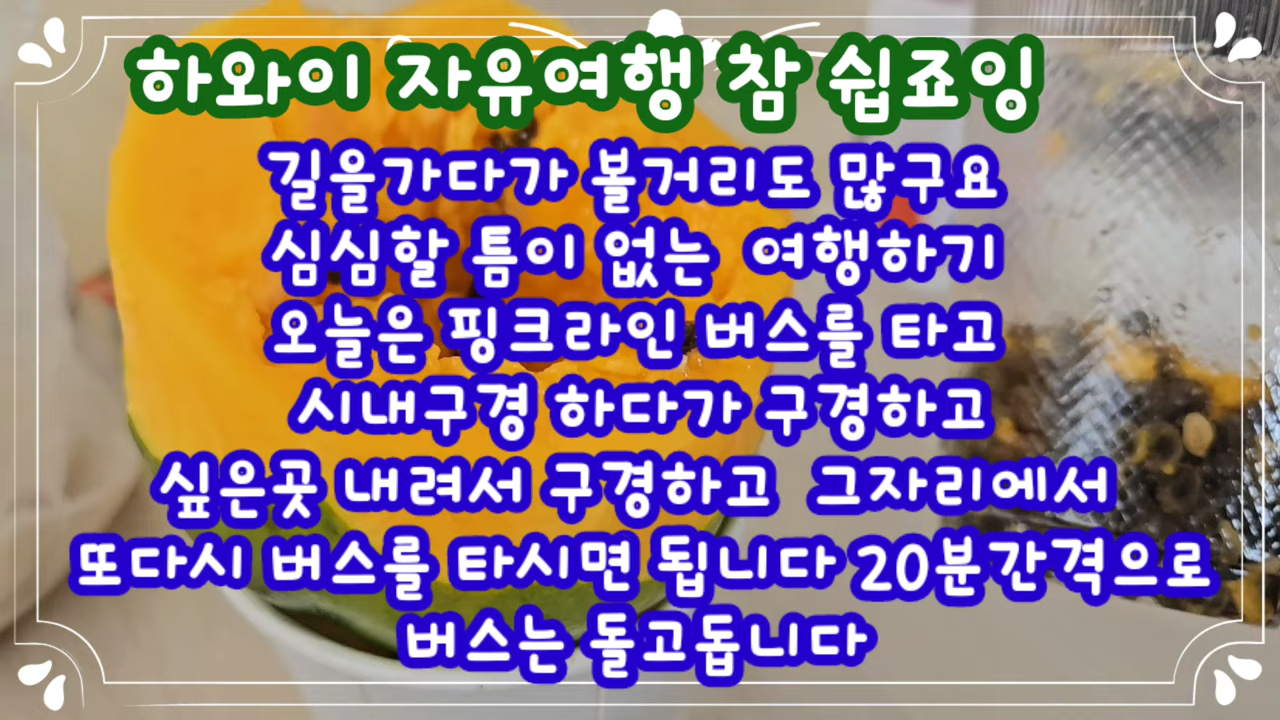 하와이 자유여행 참 쉽죠잉
길을가다가 볼거리도 많구요
심심할 틈이 없는 여행하기
오늘은 핑크라인 버스를 타고
시내구경 하다가 구경하고
싶은곳 내려서 구경하고 그자리에서
또다시 버스를 타시면 됩니다 20분간격으로
버스는 돌고돕니다